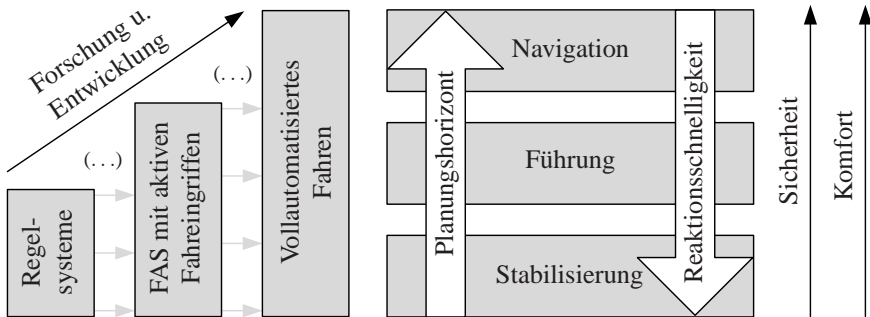 Forschung u.
Entwicklung
(...)
(...)
Regel-
systeme
FAS mit aktiven
Fahreingriffen
Vollautomatisiertes
Fahren
Navigation
Führung
Stabilisierung
Planungshorizont
Reaktionsschnelligkeit
Sicherheit
Komfort